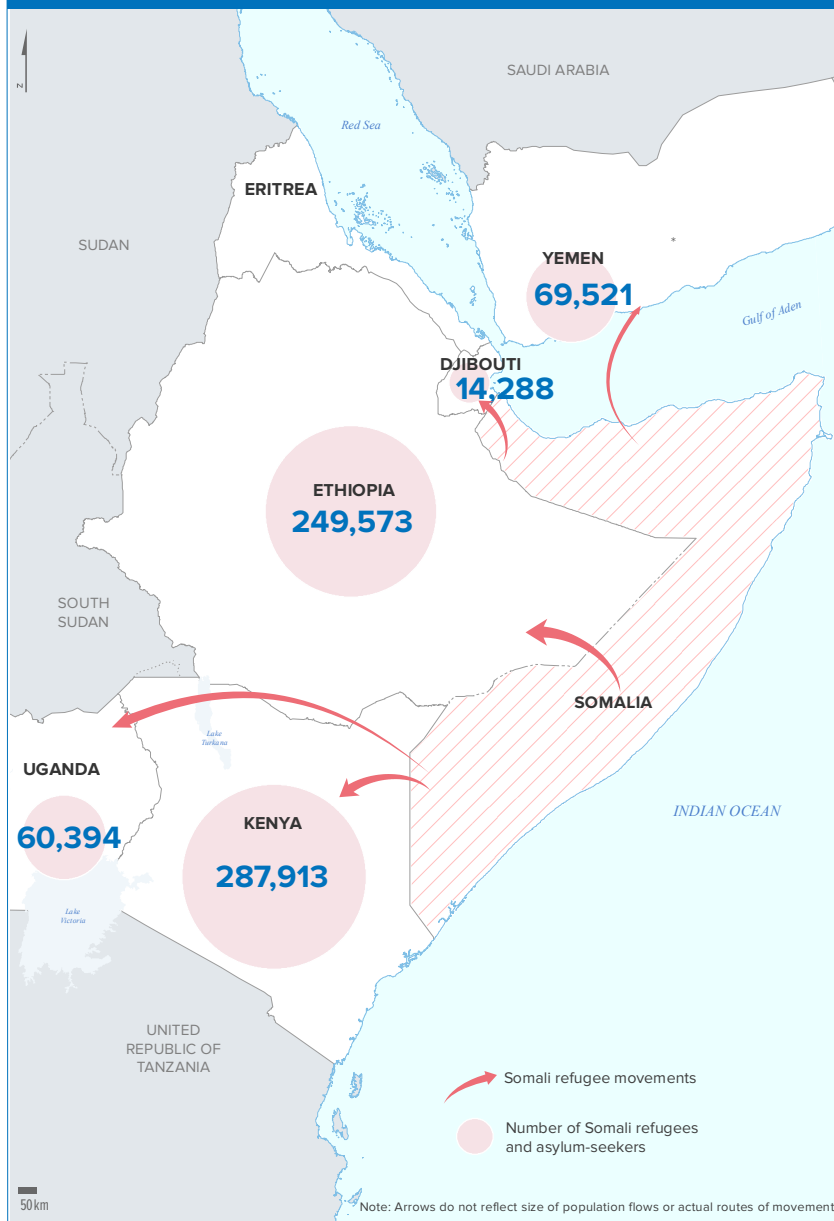 N
SAUDI ARABIA
Red Sea
ERITREA
SUDAN
*
YEMEN
69,521
Gulf of Aden
DJIBOUTI
14,288
ETHIOPIA
249,573
SOUTH
SUDAN
SOMALIA
Lake
Turkana
UGANDA
60,394
KENYA
287,913
INDIAN OCEAN
Lake
Victoria
UNITED
REPUBLIC OF
TANZANIA
Somali refugee movements
Number of Somali refugees
and asylum-seekers
50 km
Note: Arrows do not reflect size of population flows or actual routes of movement